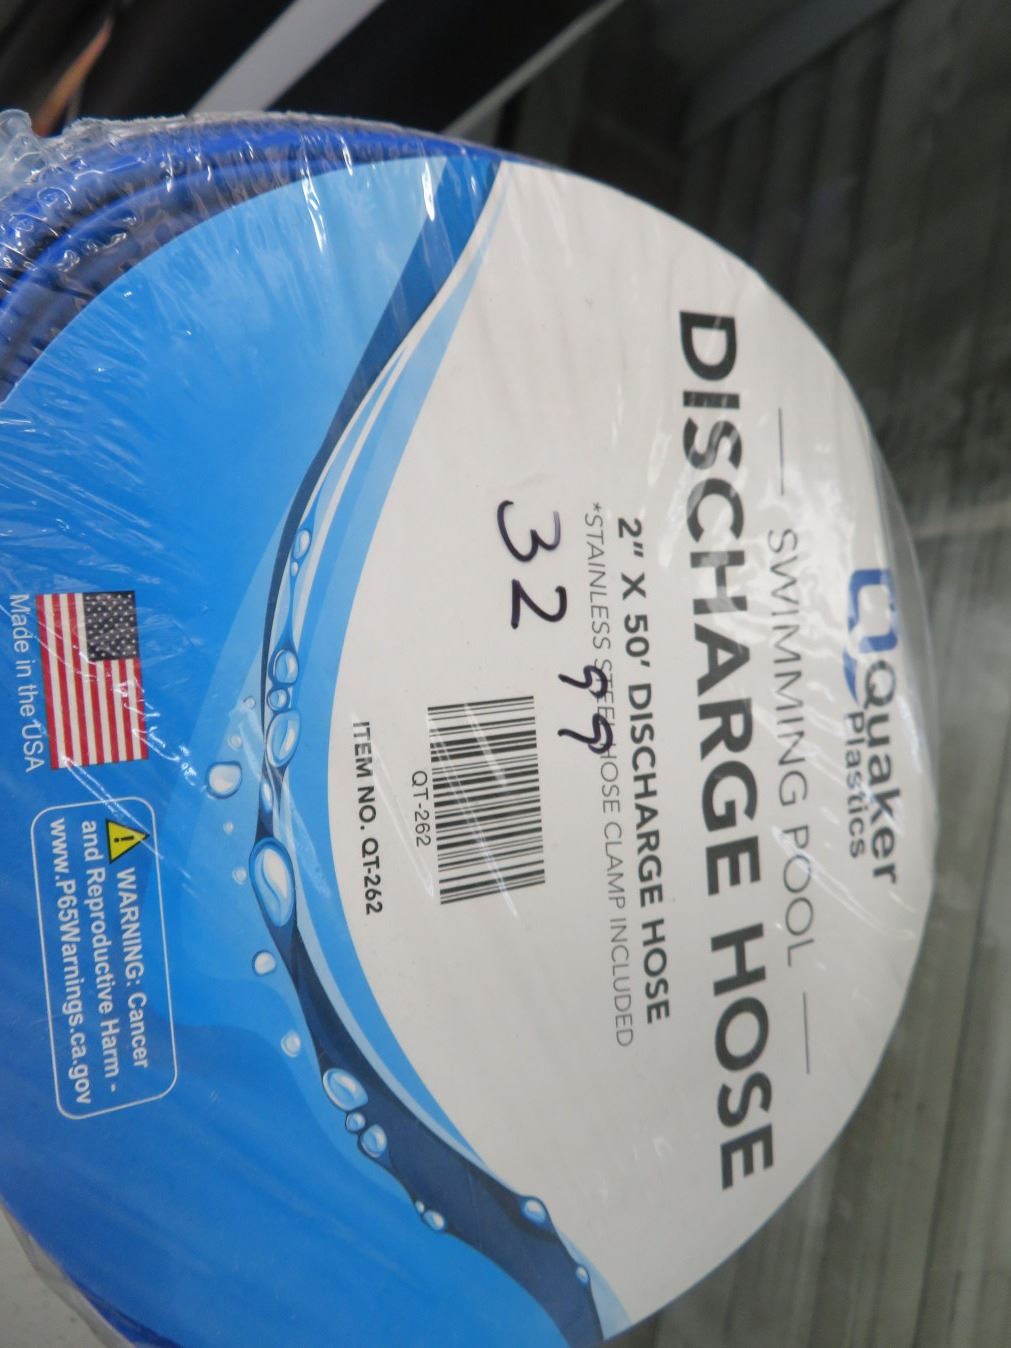 Quaker
Plastics
SWIMMING POOL
DISCHARGE HOSE
2" X 50' DISCHARGE HOSE
*STAINLESS STEEL HOSE CLAMP INCLUDED
32 99
QT-262
ITEM NO. QT-262
Made in the USA
WARNING: Cancer
and Reproductive Harm -
www.P65Warnings.ca.gov